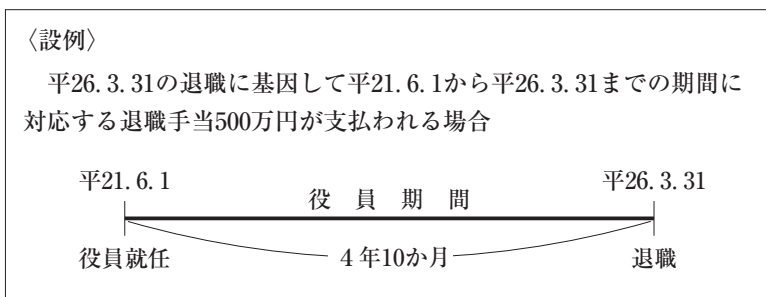 〈設例〉
平26.3.31の退職に基因して平21.6.1から平26.3.31までの期間に
対応する退職手当500万円が支払われる場合
平21.6.1
平26.3.31
役員期間
役員就任
4年10か月
退職